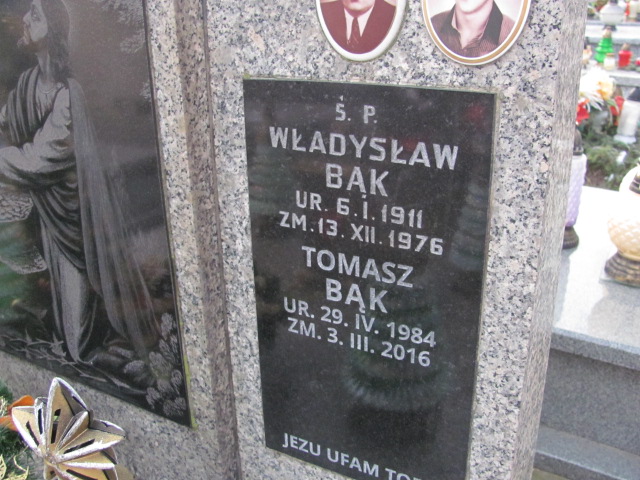 Ś. P.
WŁADYSŁAW
BĄK
UR. 6. I. 1911
ZM. 13. XII. 1976
TOMASZ
BĄK
UR. 29. IV. 1984
ZM. 3. III. 2016
JEZU UFAM